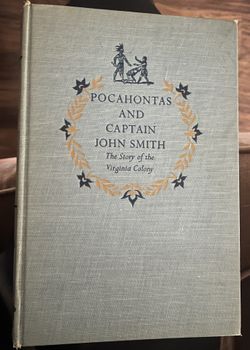 POCAHONTAS
AND
CAPTAIN
JOHN SMITH
The Story of the
Virginia Colony